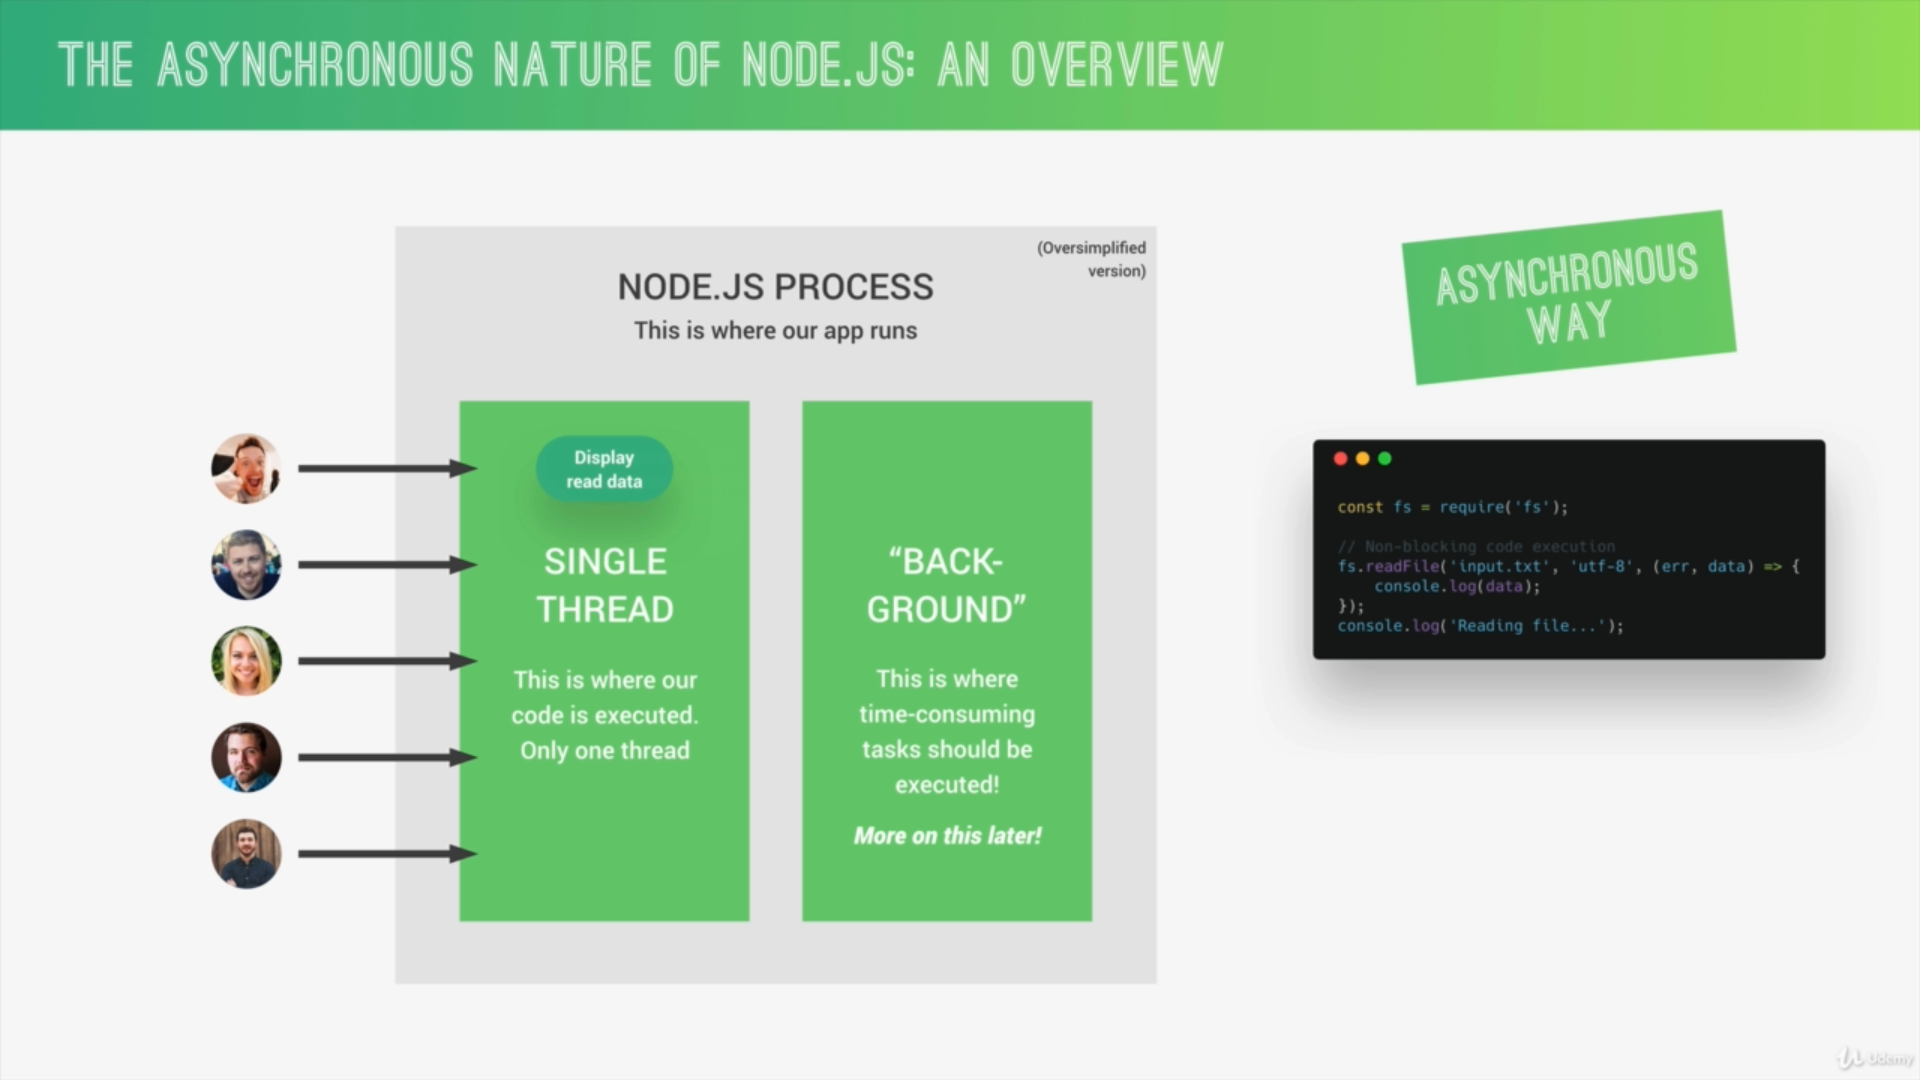 THE ASYNCHRONOUS NATURE OF NODE.JS: AN OVERVIEW
(Oversimplified
version)
NODE.JS PROCESS
This is where our app runs
Display
read data
SINGLE
THREAD
This is where our
code is executed.
Only one thread
“BACK-
GROUND”
This is where
time-consuming
tasks should be
executed!
More on this later!
ASYNCHRONOUS
WAY
const fs = require('fs');
// Non-blocking code execution
fs.readFile('input.txt', 'utf-8', (err, data) => {
    console.log(data);
});
console.log('Reading file...');
Udemy